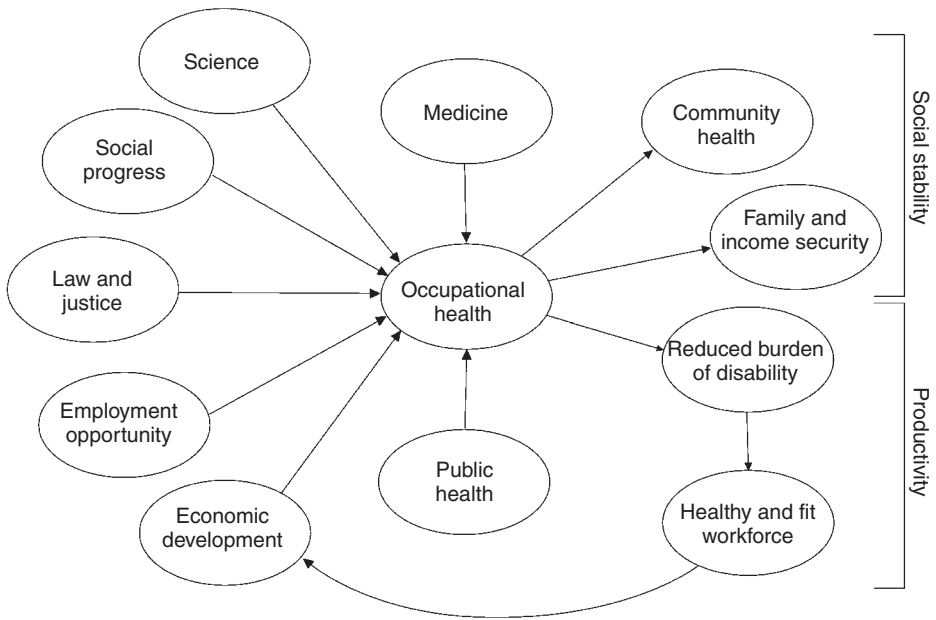 Science
Medicine
Community
health
Social
progress
Family and
income security
Law and
justice
Occupational
health
Reduced burden
of disability
Employment
opportunity
Public
health
Economic
development
Healthy and fit
workforce
Social stability
Productivity